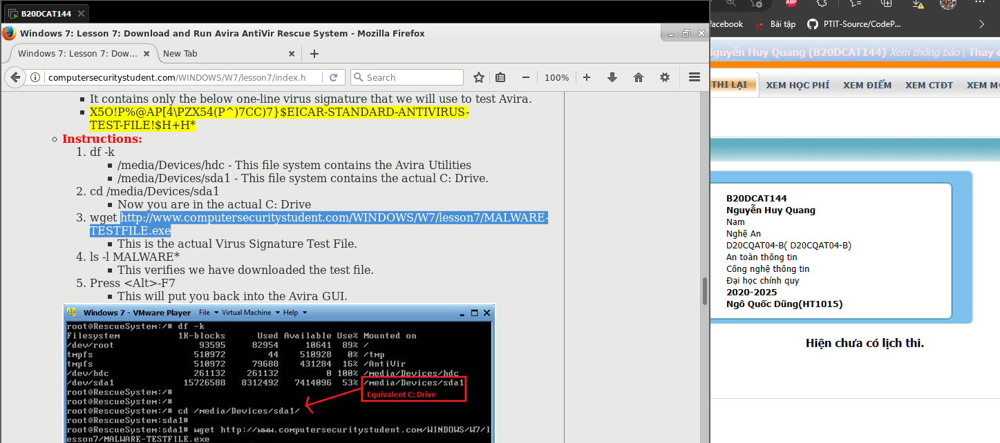 B20DCAT144
Windows 7: Lesson 7: Download and Run Avira AntiVir Rescue System - Mozilla Firefox
Windows 7: Lesson 7: Dow...
New Tab
computersecuritystudent.com/WINDOWS/W7/lesson7/index.h
Search
100%
It contains only the below one-line virus signature that we will use to test Avira.
X5O!P%@AP[4\PZX54(P^)7CC)7}$EICAR-STANDARD-ANTIVIRUS-
TEST-FILE!$H+H*
Instructions:
1. df -k
/media/Devices/hdc - This file system contains the Avira Utilities
/media/Devices/sda1 - This file system contains the actual C: Drive.
2. cd /media/Devices/sda1
Now you are in the actual C: Drive
3. wget http://www.computersecuritystudent.com/WINDOWS/W7/lesson7/MALWARE-
TESTFILE.exe
This is the actual Virus Signature Test File.
4. ls -l MALWARE*
This verifies we have downloaded the test file.
5. Press <Alt>-F7
This will put you back into the Avira GUI.
Windows 7 - VMware Player File Virtual Machine Help
root@RescueSystem:/# df -k
Filesystem 1K-blocks Used Available Use% Mounted on
/dev/root 93595 82954 10641 89% /
tmpfs 510972 44 510928 0% /tmp
tmpfs 510972 79688 431284 16% /AntiVir
/dev/hdc 261132 261132 0 100% /media/Devices/hdc
/dev/sda1 15726588 8312492 7414096 53% /media/Devices/sda1
root@RescueSystem:/#
Equivalent C: Drive
root@RescueSystem:/#
root@RescueSystem:/# cd /media/Devices/sda1/
root@RescueSystem:sda1#
root@RescueSystem:sda1# wget http://www.computersecuritystudent.com/WINDOWS/W7/l
esson7/MALWARE-TESTFILE.exe
ABP
facebook
Bài tập
PTIT-Source/CodeP...
Nguyễn Huy Quang (B20DCAT144) Xem thông báo | Thay
THI LẠI
XEM HỌC PHÍ
XEM ĐIỂM
XEM CTĐT
XEM
B20DCAT144
Nguyễn Huy Quang
Nam
Nghệ An
D20CQAT04-B( D20CQAT04-B)
An toàn thông tin
Công nghệ thông tin
Đại học chính quy
2020-2025
Ngô Quốc Dũng(HT1015)
Hiện chưa có lịch thi.